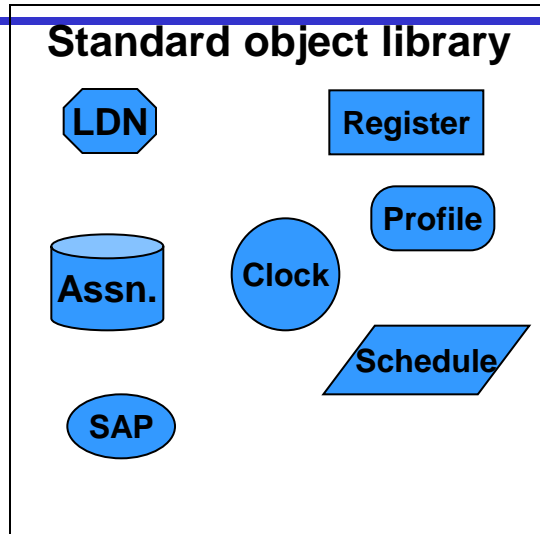 Standard object library
LDN
Register
Profile
Assn.
Clock
Schedule
SAP